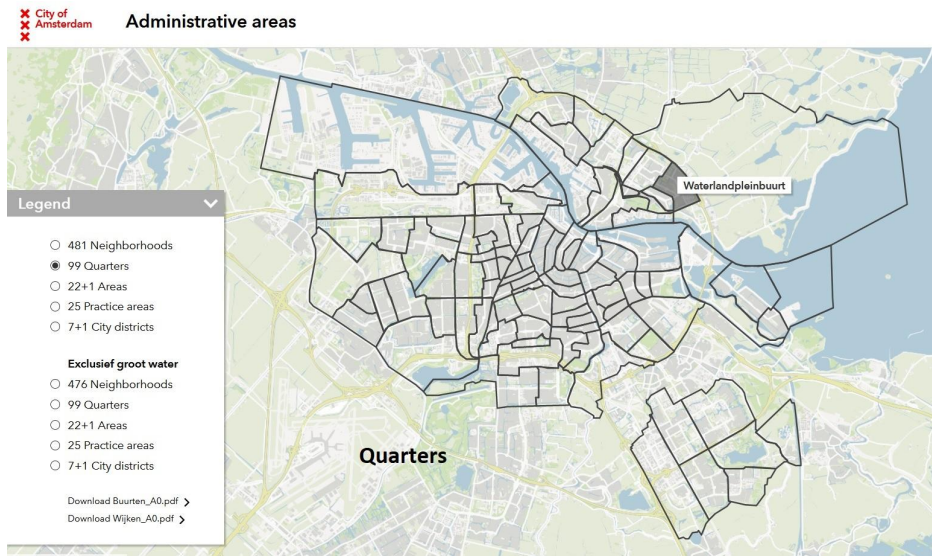 City of
Amsterdam
Administrative areas
Waterlandpleinbuurt
Legend
481 Neighborhoods
99 Quarters
22+1 Areas
25 Practice areas
7+1 City districts
Exclusief groot water
476 Neighborhoods
99 Quarters
22+1 Areas
25 Practice areas
7+1 City districts
Quarters
Download Buurten_A0.pdf
Download Wijken_A0.pdf